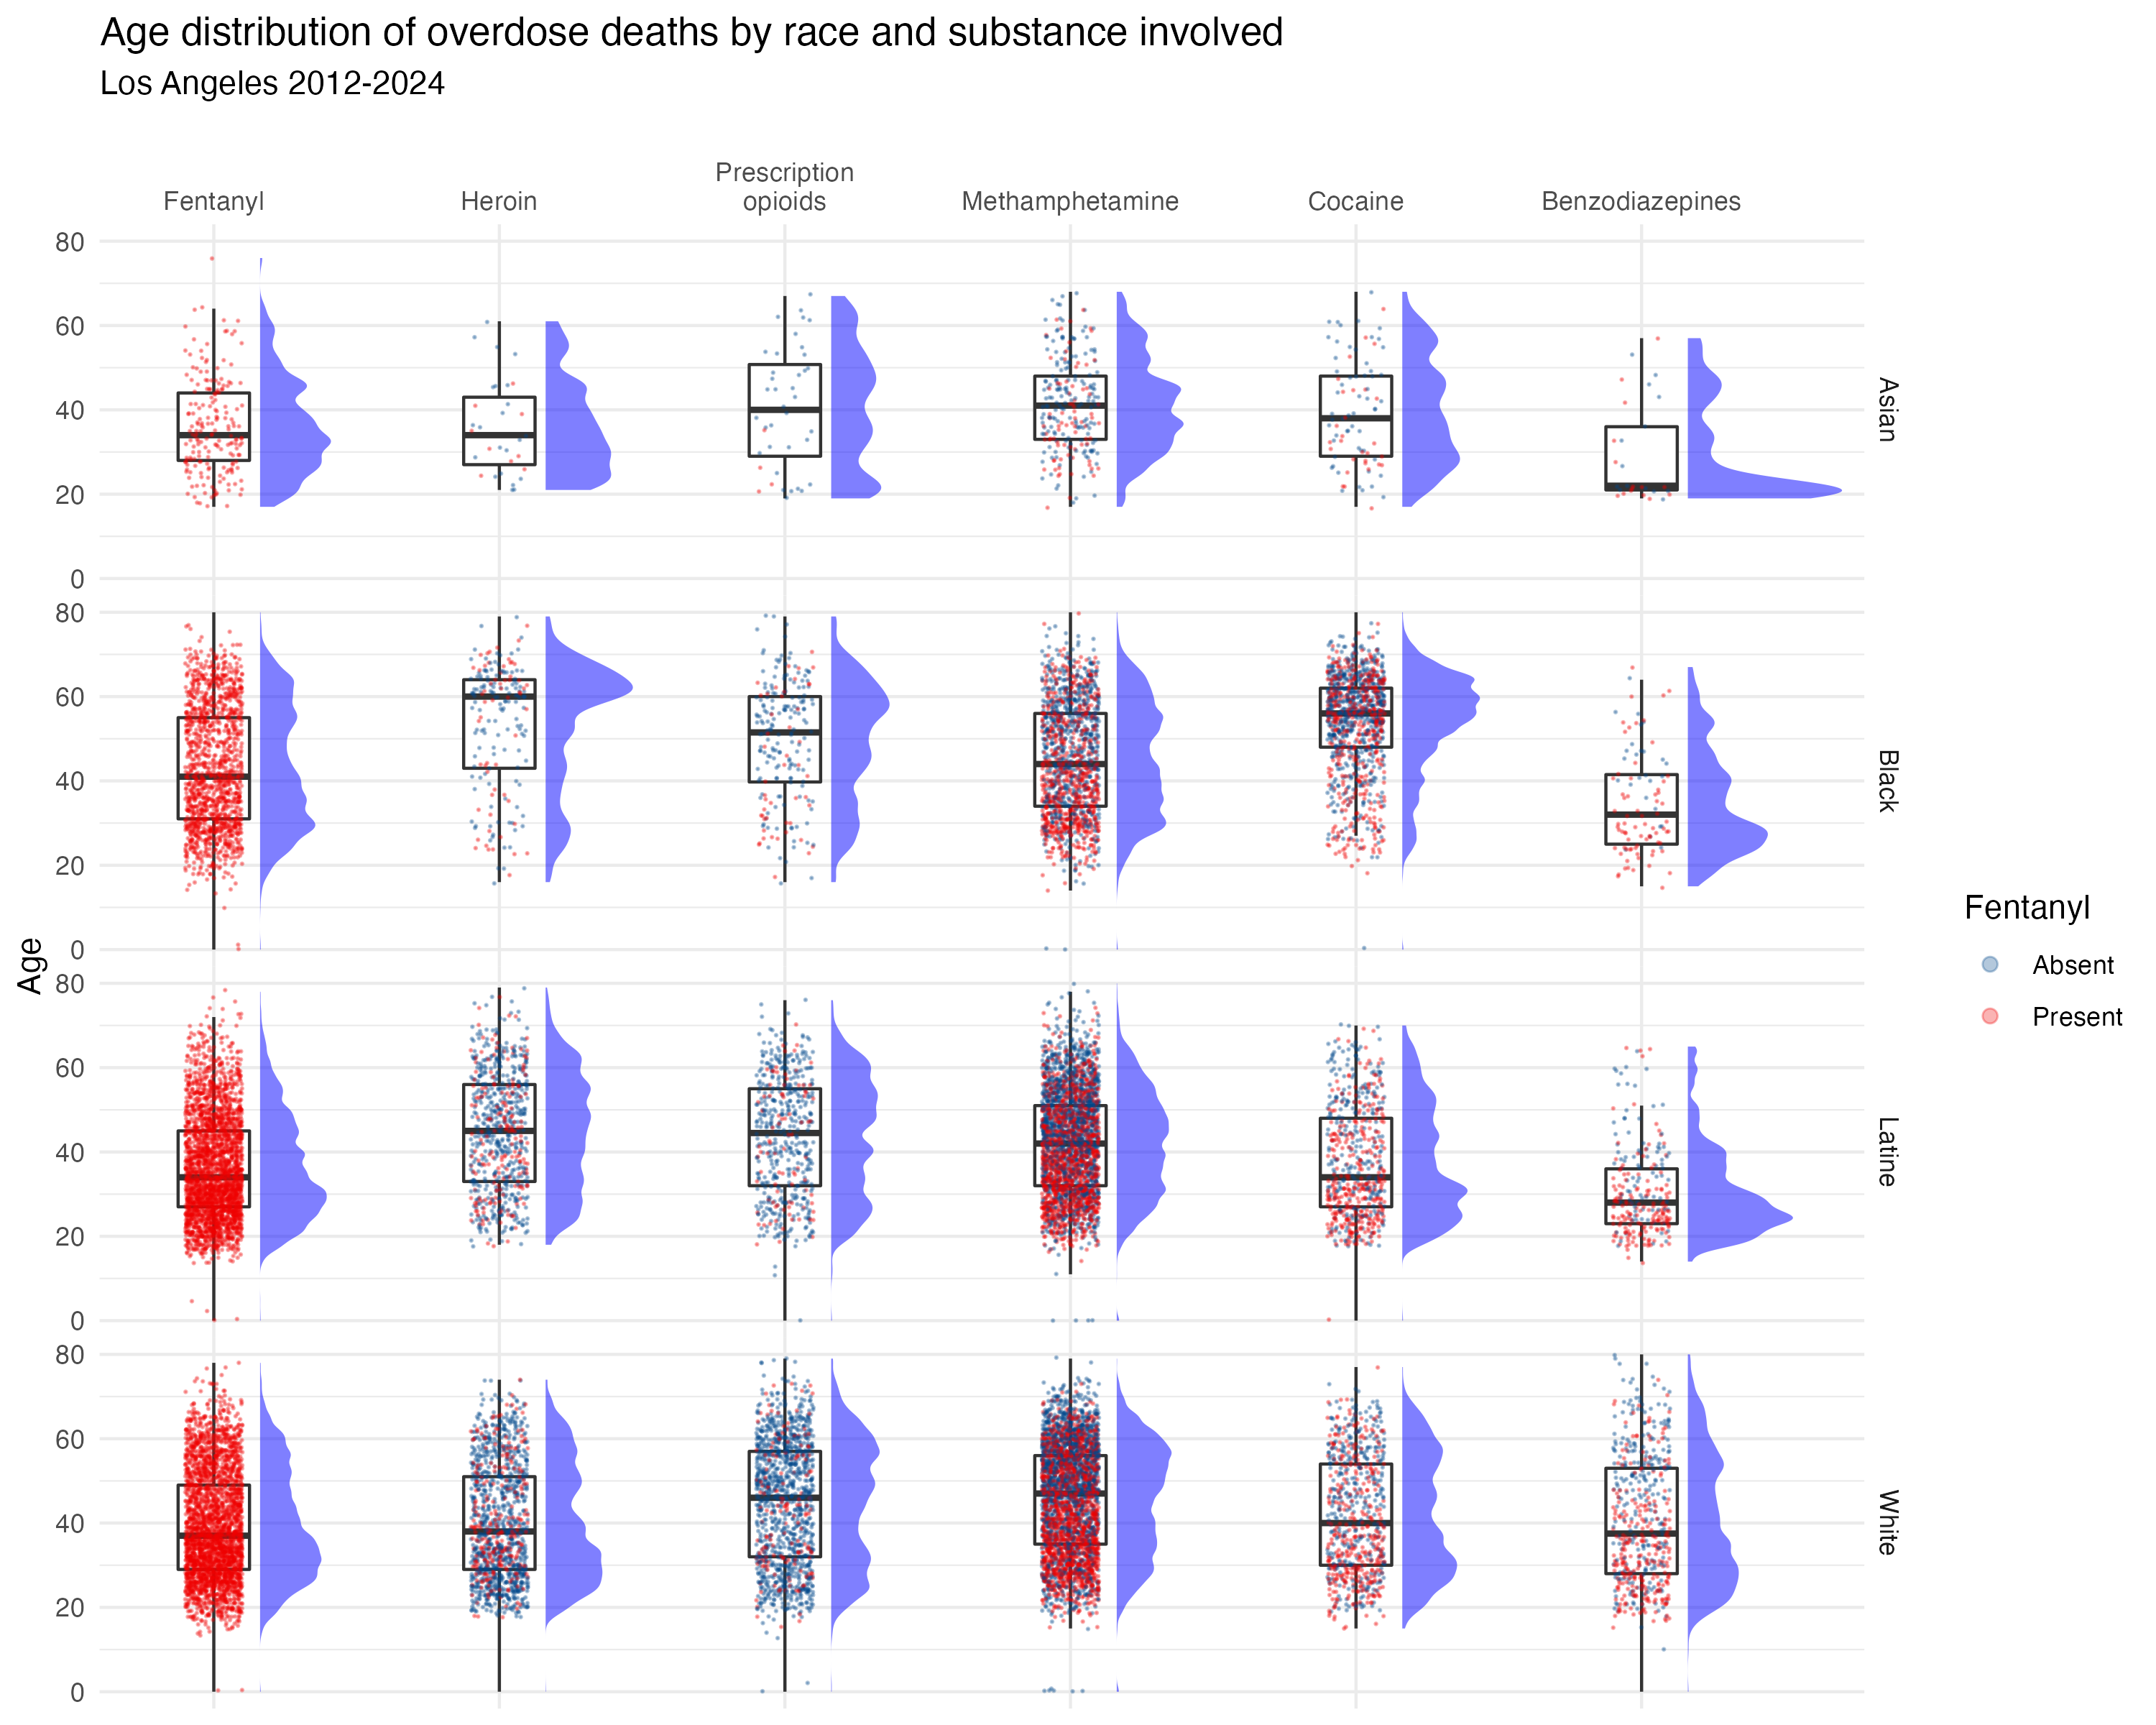 Age distribution of overdose deaths by race and substance involved
Los Angeles 2012-2024
Prescription
Fentanyl Heroin opioids Methamphetamine Cocaine Benzodiazepines
80
60
40
20
0
Asian
80
60
40
20
0
Black
Age
80
60
40
20
0
Latine
80
60
40
20
0
White
Fentanyl
Absent
Present